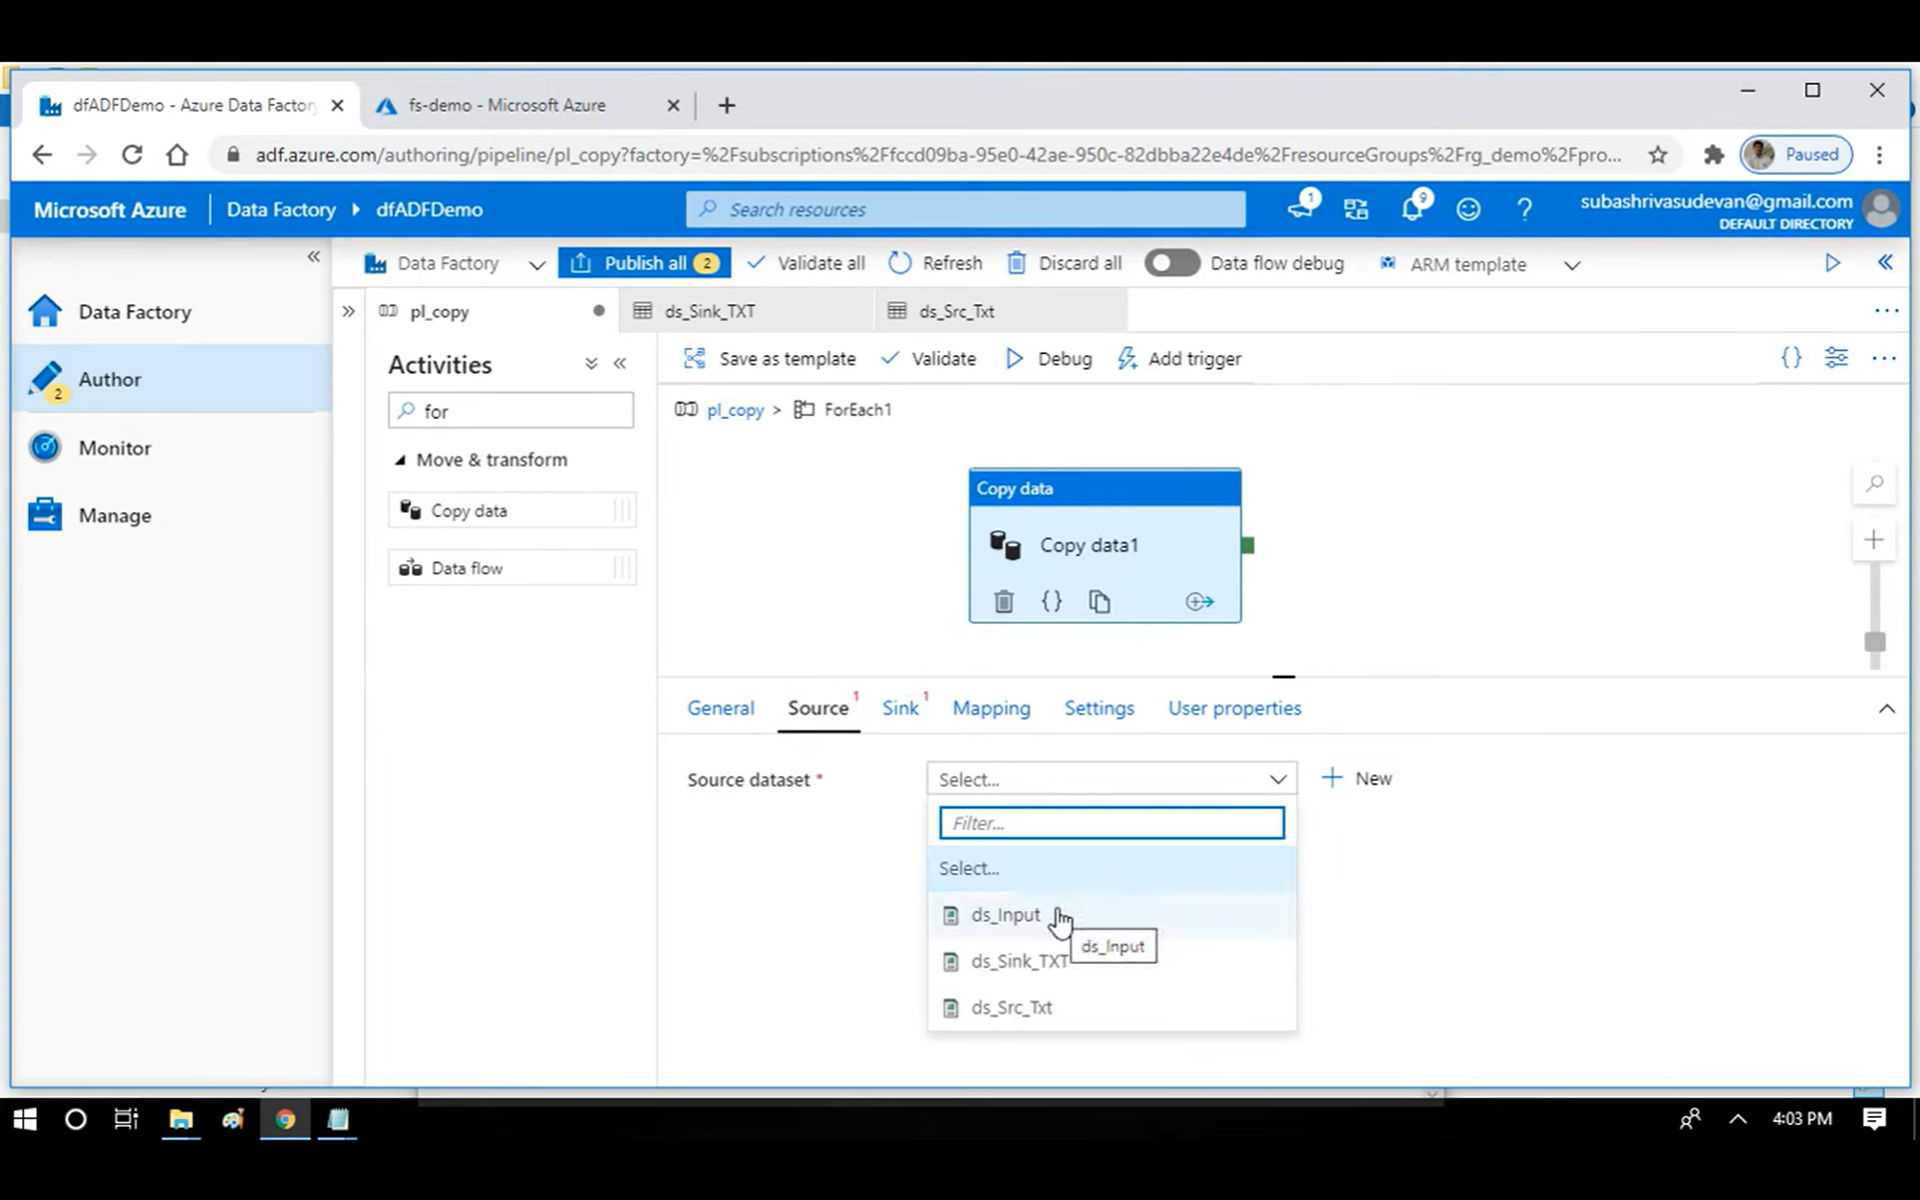 dfADFDemo - Azure Data Factory
fs-demo - Microsoft Azure
adf.azure.com/authoring/pipeline/pl_copy?factory=%2Fsubscriptions%2Ffccd09ba-95e0-42ae-950c-82dbba22e4de%2FresourceGroups%2Frg_demo%2Fpro...
Paused
Microsoft Azure
Data Factory
dfADFDemo
Search resources
1
9
?
subashrivasudevan@gmail.com
DEFAULT DIRECTORY
Data Factory
Publish all 2
Validate all
Refresh
Discard all
Data flow debug
ARM template
Data Factory
Author
2
Monitor
Manage
pl_copy
ds_Sink_TXT
ds_Src_Txt
Activities
for
Move & transform
Copy data
Data flow
Save as template
Validate
Debug
Add trigger
{}
pl_copy > ForEach1
Copy data
Copy data1
{}
General
Source 1
Sink 1
Mapping
Settings
User properties
Source dataset *
Select...
New
Filter...
Select...
ds_Input
ds_Input
ds_Sink_TXT
ds_Src_Txt
4:03 PM